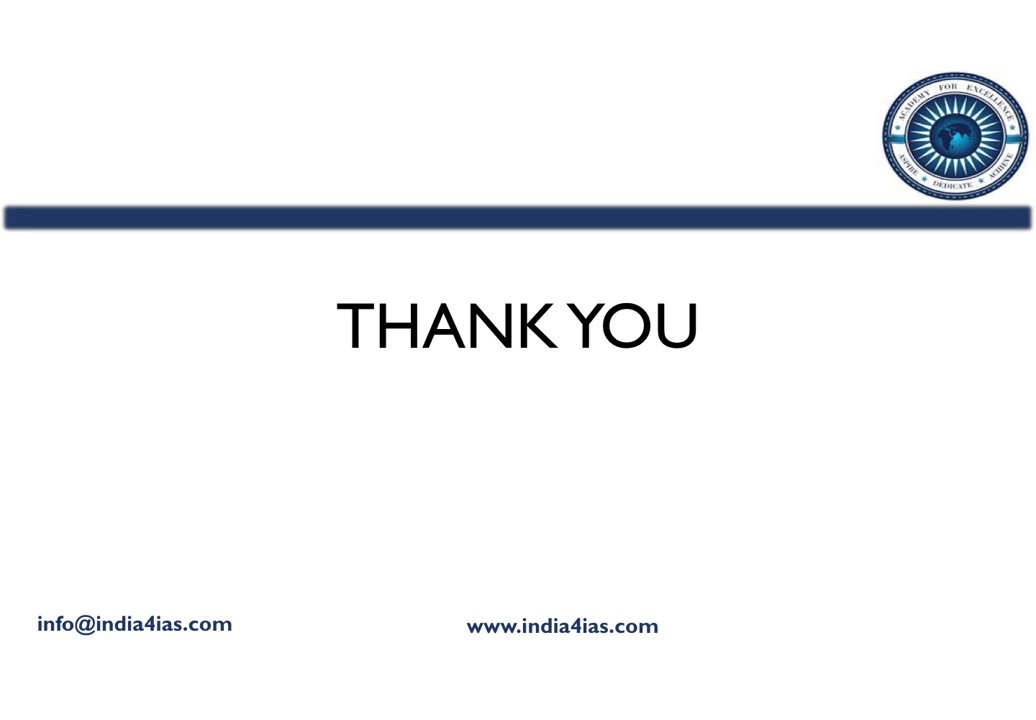 ACADEMY FOR EXCELLENCE
ASPIRE ★ DEDICATE ★ ACHIEVE
THANK YOU
info@india4ias.com
www.india4ias.com